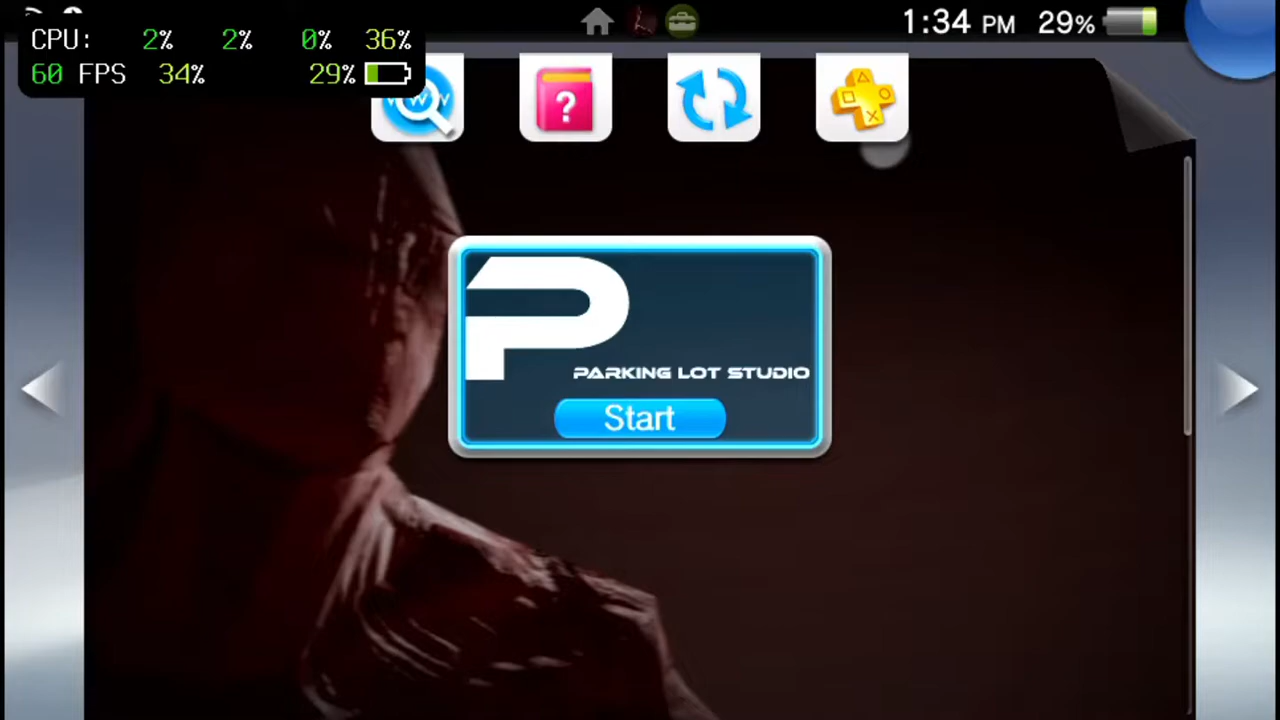 1:34 PM 29%
CPU: 2% 2% 0% 36%
60 FPS 34% 29%
?
PARKING LOT STUDIO
Start